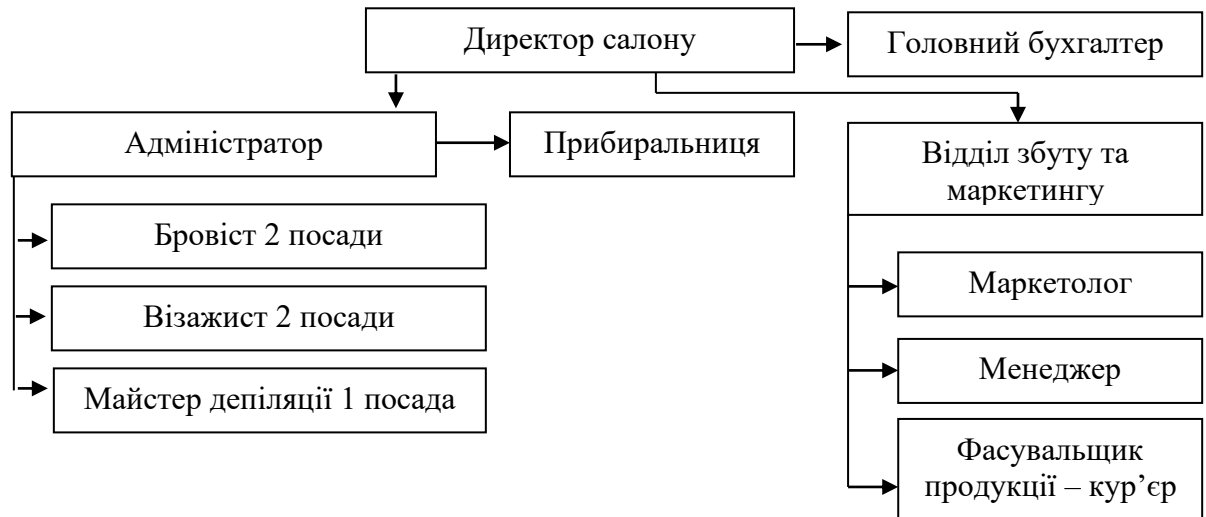 Директор салону
Головний бухгалтер
Адміністратор
Прибиральниця
Відділ збуту та
маркетингу
Бровіст 2 посади
Візажист 2 посади
Майстер депіляції 1 посада
Маркетолог
Менеджер
Фасувальщик
продукції – кур’єр